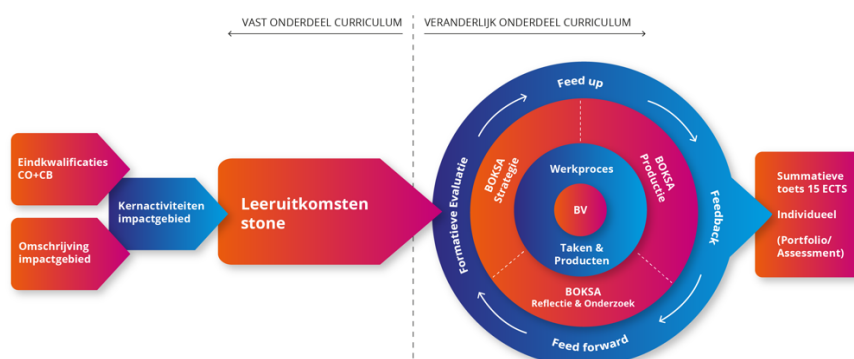 VAST ONDERDEEL CURRICULUM
VERANDERLIJK ONDERDEEL CURRICULUM
Eindkwalificaties
CO+CB
Omschrijving
impactgebied
Kernactiviteiten
impactgebied
Leeruitkomsten
stone
Formatieve Evaluatie
Feed up
Feedback
Feed forward
BOKSA
Strategie
BOKSA
Productie
BOKSA
Reflectie & Onderzoek
Werkproces
BV
Taken &
Producten
Summatieve
toets 15 ECTS
Individueel
(Portfolio/
Assessment)